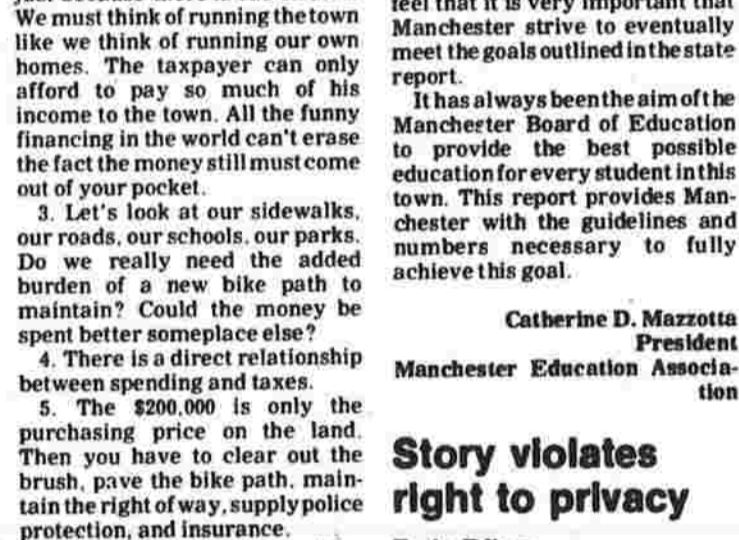 We must think of running the town
like we think of running our own
homes. The taxpayer can only
afford to pay so much of his
income to the town. All the funny
financing in the world can't erase
the fact the money still must come
out of your pocket.
3. Let's look at our sidewalks,
our roads, our schools, our parks.
Do we really need the added
burden of a new bike path to
maintain? Could the money be
spent better someplace else?
4. There is a direct relationship
between spending and taxes.
5. The $200,000 is only the
purchasing price on the land.
Then you have to clear out the
brush, pave the bike path, main-
tain the right of way, supply police
protection, and insurance.
feel that it is very important that
Manchester strive to eventually
meet the goals outlined in the state
report.
It has always been the aim of the
Manchester Board of Education
to provide the best possible
education for every student in this
town. This report provides Man-
chester with the guidelines and
numbers necessary to fully
achieve this goal.
Catherine D. Mazzotta
President
Manchester Education Associa-
tion
Story violates
right to privacy